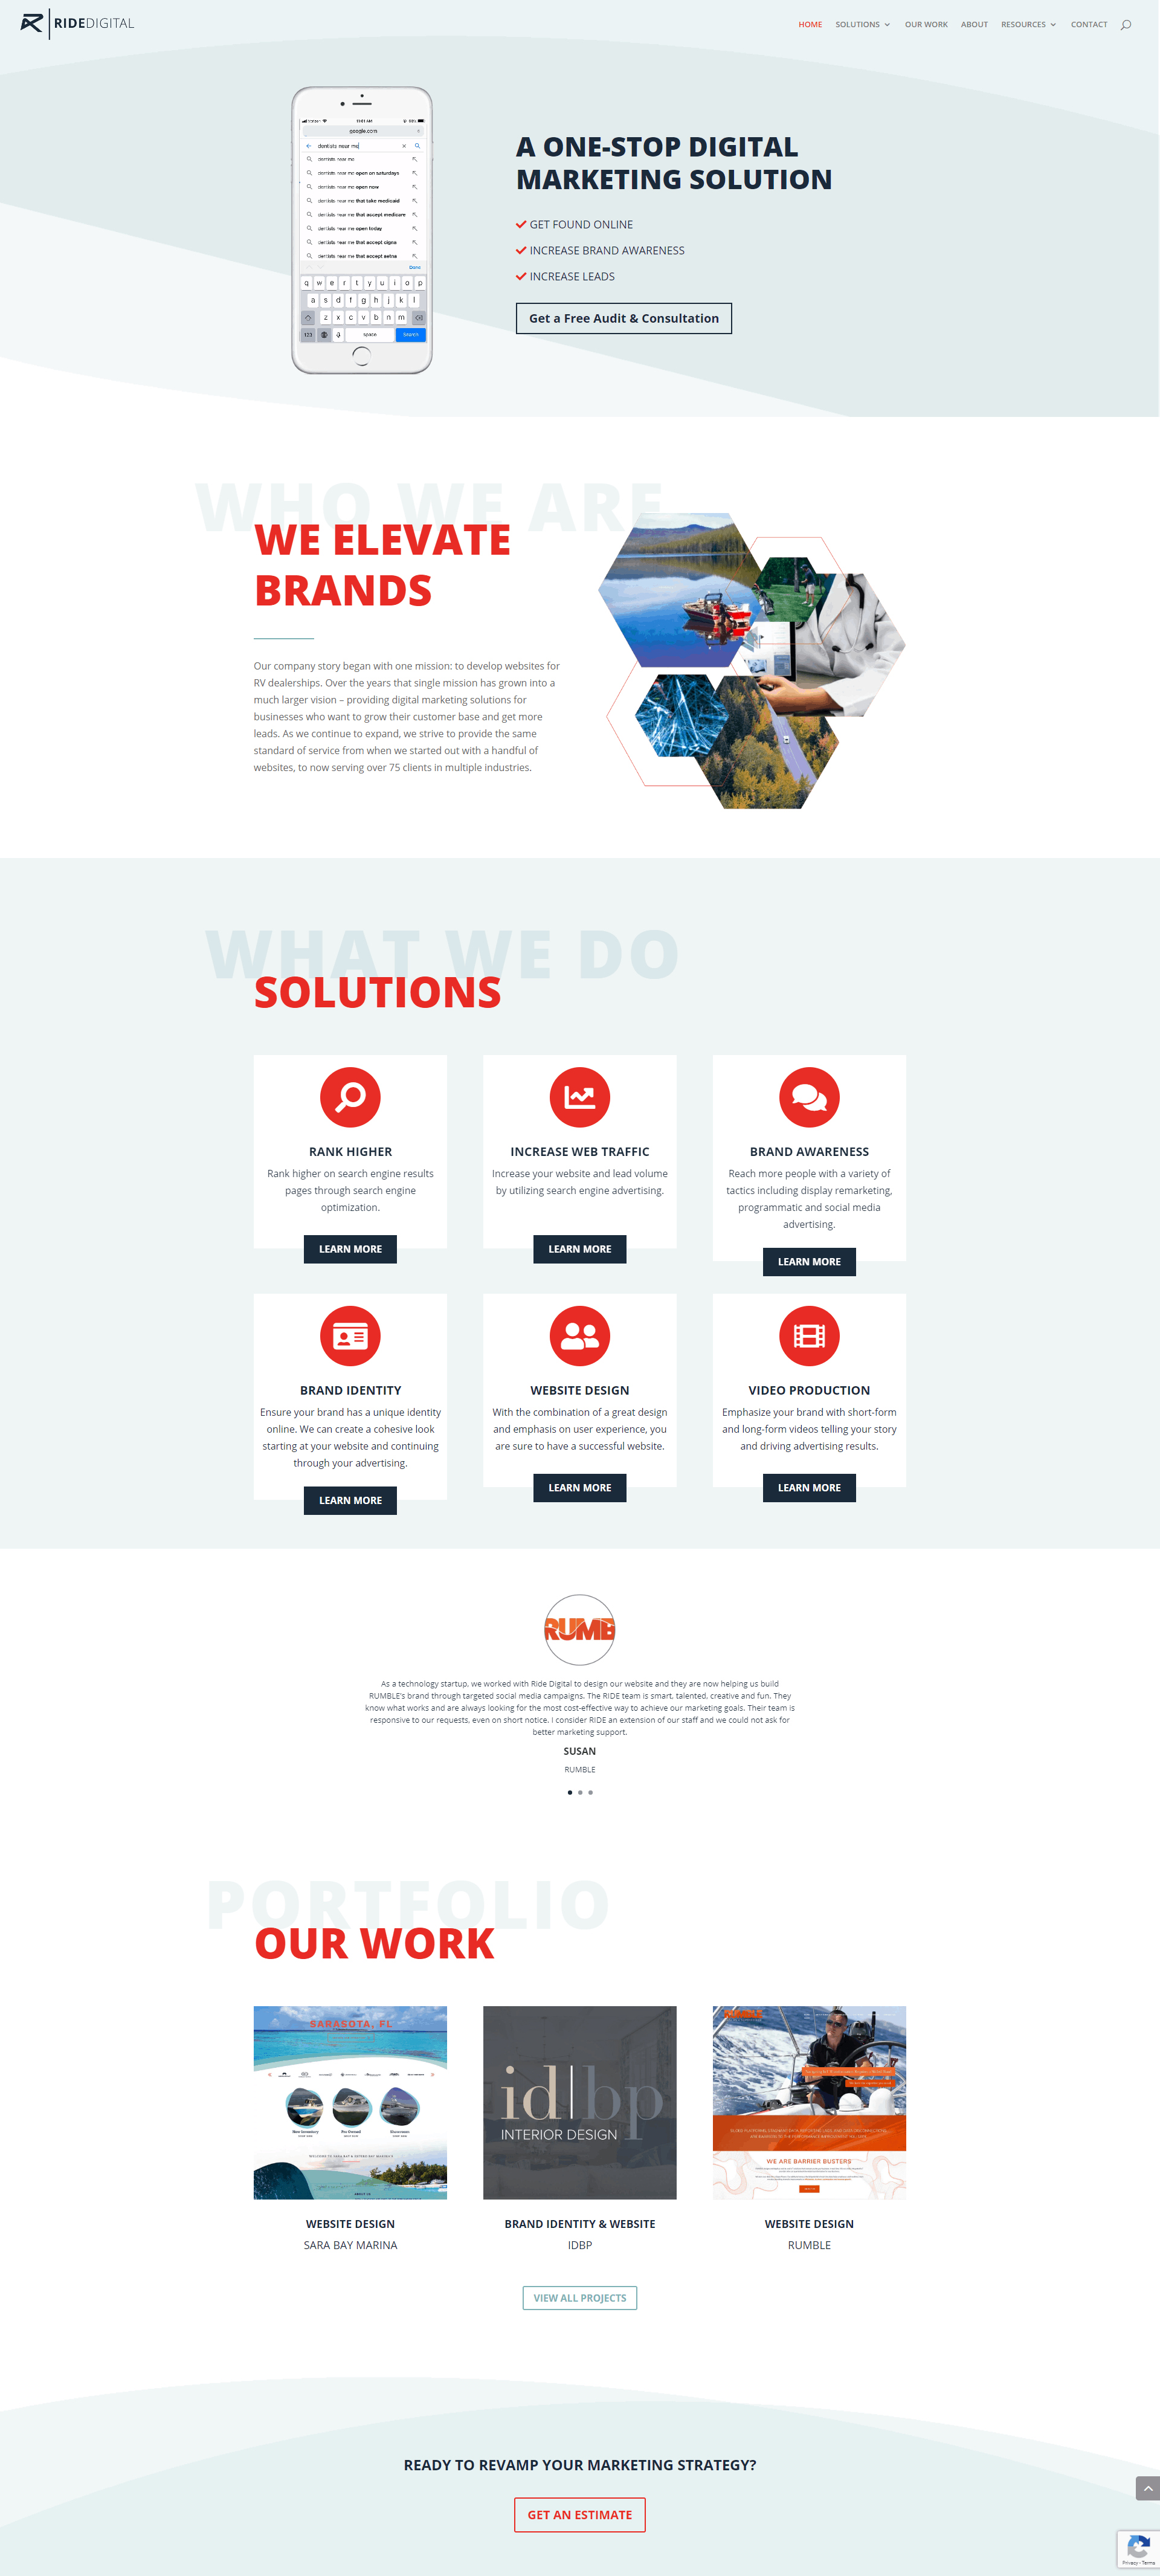 RIDEDIGITAL
HOME
SOLUTIONS
OUR WORK
ABOUT
RESOURCES
CONTACT
google.com
dentists near me
dentists near me
dentists near me open on saturdays
dentists near me open now
dentists near me that take medicaid
dentists near me that accept medicare
dentists near me open today
dentists near me that accept cigna
dentists near me that accept aetna
Done
q w e r t y u i o p
a s d f g h j k l
z x c v b n m
123
space
Search
A ONE-STOP DIGITAL
MARKETING SOLUTION
GET FOUND ONLINE
INCREASE BRAND AWARENESS
INCREASE LEADS
Get a Free Audit & Consultation
WHO WE ARE
WE ELEVATE
BRANDS
Our company story began with one mission: to develop websites for
RV dealerships. Over the years that single mission has grown into a
much larger vision – providing digital marketing solutions for
businesses who want to grow their customer base and get more
leads. As we continue to expand, we strive to provide the same
standard of service from when we started out with a handful of
websites, to now serving over 75 clients in multiple industries.
WHAT WE DO
SOLUTIONS
RANK HIGHER
Rank higher on search engine results
pages through search engine
optimization.
LEARN MORE
INCREASE WEB TRAFFIC
Increase your website and lead volume
by utilizing search engine advertising.
LEARN MORE
BRAND AWARENESS
Reach more people with a variety of
tactics including display remarketing,
programmatic and social media
advertising.
LEARN MORE
BRAND IDENTITY
Ensure your brand has a unique identity
online. We can create a cohesive look
starting at your website and continuing
through your advertising.
LEARN MORE
WEBSITE DESIGN
With the combination of a great design
and emphasis on user experience, you
are sure to have a successful website.
LEARN MORE
VIDEO PRODUCTION
Emphasize your brand with short-form
and long-form videos telling your story
and driving advertising results.
LEARN MORE
RUMB
As a technology startup, we worked with Ride Digital to design our website and they are now helping us build
RUMBLE's brand through targeted social media campaigns. The RIDE team is smart, talented, creative and fun. They
know what works and are always looking for the most cost-effective way to achieve our marketing goals. Their team is
responsive to our requests, even on short notice. I consider RIDE an extension of our staff and we could not ask for
better marketing support.
SUSAN
RUMBLE
PORTFOLIO
OUR WORK
SARASOTA, FL
WEBSITE DESIGN
SARA BAY MARINA
id|bp
INTERIOR DESIGN
BRAND IDENTITY & WEBSITE
IDBP
RUMBLE
WE ARE BARRIER BUSTERS
WEBSITE DESIGN
RUMBLE
VIEW ALL PROJECTS
READY TO REVAMP YOUR MARKETING STRATEGY?
GET AN ESTIMATE
Privacy - Terms